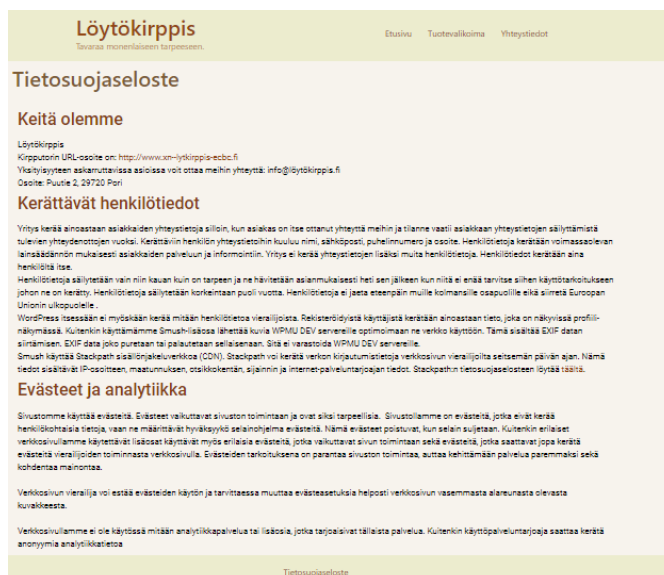 Löytökirppis
Tavaraa monenlaiseen tarpeeseen.
Etusivu Tuotevalikoima Yhteystiedot
Tietosuojaseloste
Keitä olemme
Löytökirppis
Kirpputorin URL-osoite on: http://www.xn--lytkirppis-ecbc.fi
Yksityisyyteen askarruttavissa asioissa voit ottaa meihin yhteyttä: info@löytökirppis.fi
Osoite: Puutie 2, 29720 Pori
Kerättävät henkilötiedot
Yritys kerää ainoastaan asiakkaiden yhteystietoja silloin, kun asiakas on itse ottanut yhteyttä meihin ja tilanne vaatii asiakkaan yhteystietojen säilyttämistä
tulevien yhteydenottojen vuoksi. Kerättäviin henkilön yhteystietoihin kuuluu nimi, sähköposti, puhelinnumero ja osoite. Henkilötietoja kerätään voimassaolevan
lainsäädännön mukaisesti asiakkaiden palveluun ja informointiin. Yritys ei kerää yhteystietojen lisäksi muita henkilötietoja. Henkilötiedot kerätään aina
henkilöltä itse.
Henkilötietoja säilytetään vain niin kauan kuin on tarpeen ja ne hävitetään asianmukaisesti heti sen jälkeen kun niitä ei enää tarvitse siihen käyttötarkoitukseen
johon ne on kerätty. Henkilötietoja säilytetään korkeintaan puoli vuotta. Henkilötietoja ei jaeta eteenpäin muille kolmansille osapuolille eikä siirretä Euroopan
Unionin ulkopuolelle .
WordPress itsessään ei myöskään kerää mitään henkilötietoa vierailijoista. Rekisteröidyistä käyttäjistä kerätään ainoastaan tieto, joka on näkyvissä profiili-
näkymässä. Kuitenkin käyttämämme Smush-lisäosa lähettää kuvia WPMU DEV servereille optimoimaan ne verkko käyttöön. Tämä sisältää EXIF datan
siirtämisen. EXIF data joko puretaan tai palautetaan sellaisenaan. Sitä ei varastoida WPMU DEV servereille.
Smush käyttää Stackpath sisällönjakeluverkkoa (CDN). Stackpath voi kerätä verkon kirjautumistietoja verkkosivun vierailijoilta seitsemän päivän ajan. Nämä
tiedot sisältävät IP-osoitteen, maatunnuksen, otsikkokentän, sijainnin ja internet-palveluntarjoajan tiedot. Stackpath:n tietosuojaselosteen löytää täältä.
Evästeet ja analytiikka
Sivustomme käyttää evästeitä. Evästeet vaikuttavat sivuston toimintaan ja ovat siksi tarpeellisia. Sivustollamme on evästeitä, jotka eivät kerää
henkilökohtaisia tietoja, vaan ne määrittävät hyväksyykö selainohjelma evästeitä. Nämä evästeet poistuvat, kun selain suljetaan. Kuitenkin erilaiset
verkkosivullamme käytettävät lisäosat käyttävät myös erilaisia evästeitä, jotka vaikuttavat sivun toimintaan sekä evästeitä, jotka saattavat jopa kerätä
evästeitä vierailijoiden toiminnasta verkkosivulla. Evästeiden tarkoituksena on parantaa sivuston toimintaa, auttaa kehittämään palvelua paremmaksi sekä
kohdentaa mainontaa.
Verkkosivun vierailija voi estää evästeiden käytön ja tarvittaessa muuttaa evästeasetuksia helposti verkkosivun vasemmasta alareunasta olevasta
kuvakkeesta.
Verkkosivullamme ei ole käytössä mitään analytiikkapalvelua tai lisäosia, jotka tarjoaisivat tällaista palvelua. Kuitenkin käyttöpalveluntarjoaja saattaa kerätä
anonyymia analytiikkatietoa
Tietosuojaseloste